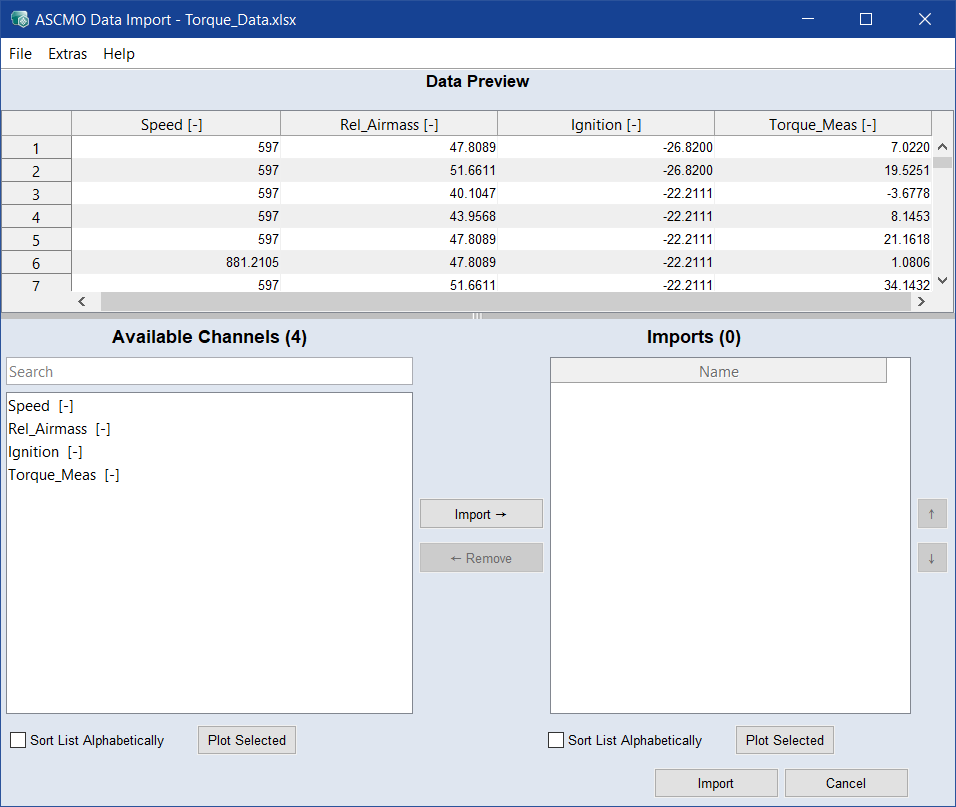 ASCMO Data Import - Torque_Data.xlsx
File Extras Help
Data Preview
Speed [-] Rel_Airmass [-] Ignition [-] Torque_Meas [-]
1 597 47.8089 -26.8200 7.0220
2 597 51.6611 -26.8200 19.5251
3 597 40.1047 -22.2111 -3.6778
4 597 43.9568 -22.2111 8.1453
5 597 47.8089 -22.2111 21.1618
6 881.2105 47.8089 -22.2111 1.0806
7 597 51.6611 -22.2111 34.1432
Available Channels (4) Imports (0)
Search Name
Speed [-]
Rel_Airmass [-]
Ignition [-]
Torque_Meas [-]
Import → ↑
← Remove ↓
Sort List Alphabetically Plot Selected Sort List Alphabetically Plot Selected
Import Cancel